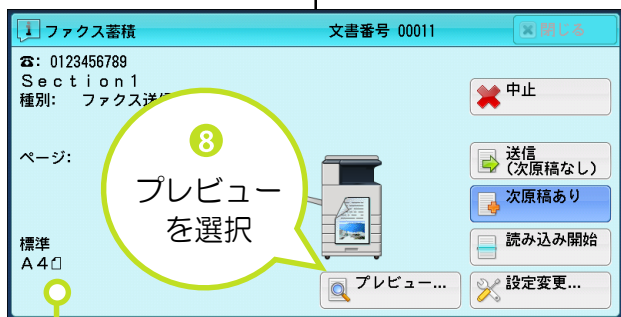 ファクス蓄積
文書番号 00011
閉じる
☎: 0123456789
Section1
種別: ファクス送
中止
ページ:
8
プレビュー
を選択
送信
(次原稿なし)
次原稿あり
標準
A4
読み込み開始
プレビュー...
設定変更...